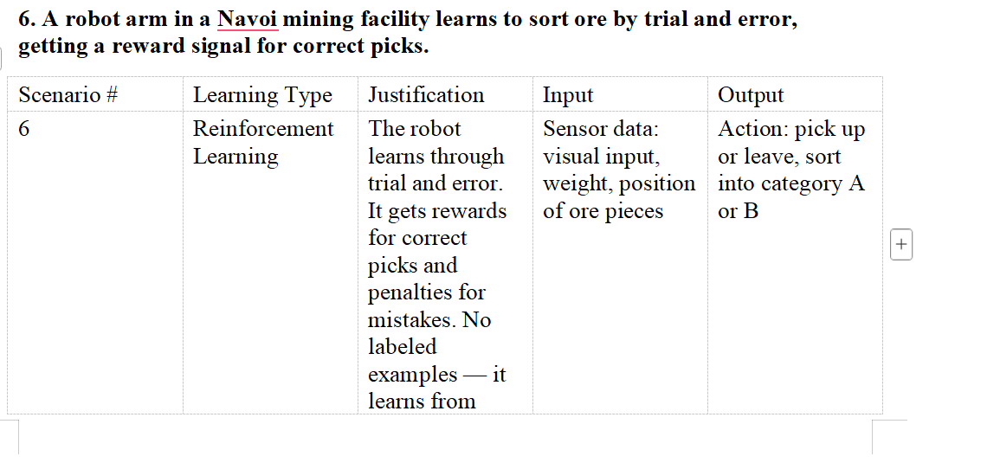 6. A robot arm in a Navoi mining facility learns to sort ore by trial and error,
getting a reward signal for correct picks.
Scenario #
Learning Type
Justification
Input
Output
6
Reinforcement
Learning
The robot
learns through
trial and error.
It gets rewards
for correct
picks and
penalties for
mistakes. No
labeled
examples — it
learns from
Sensor data:
visual input,
weight, position
of ore pieces
Action: pick up
or leave, sort
into category A
or B